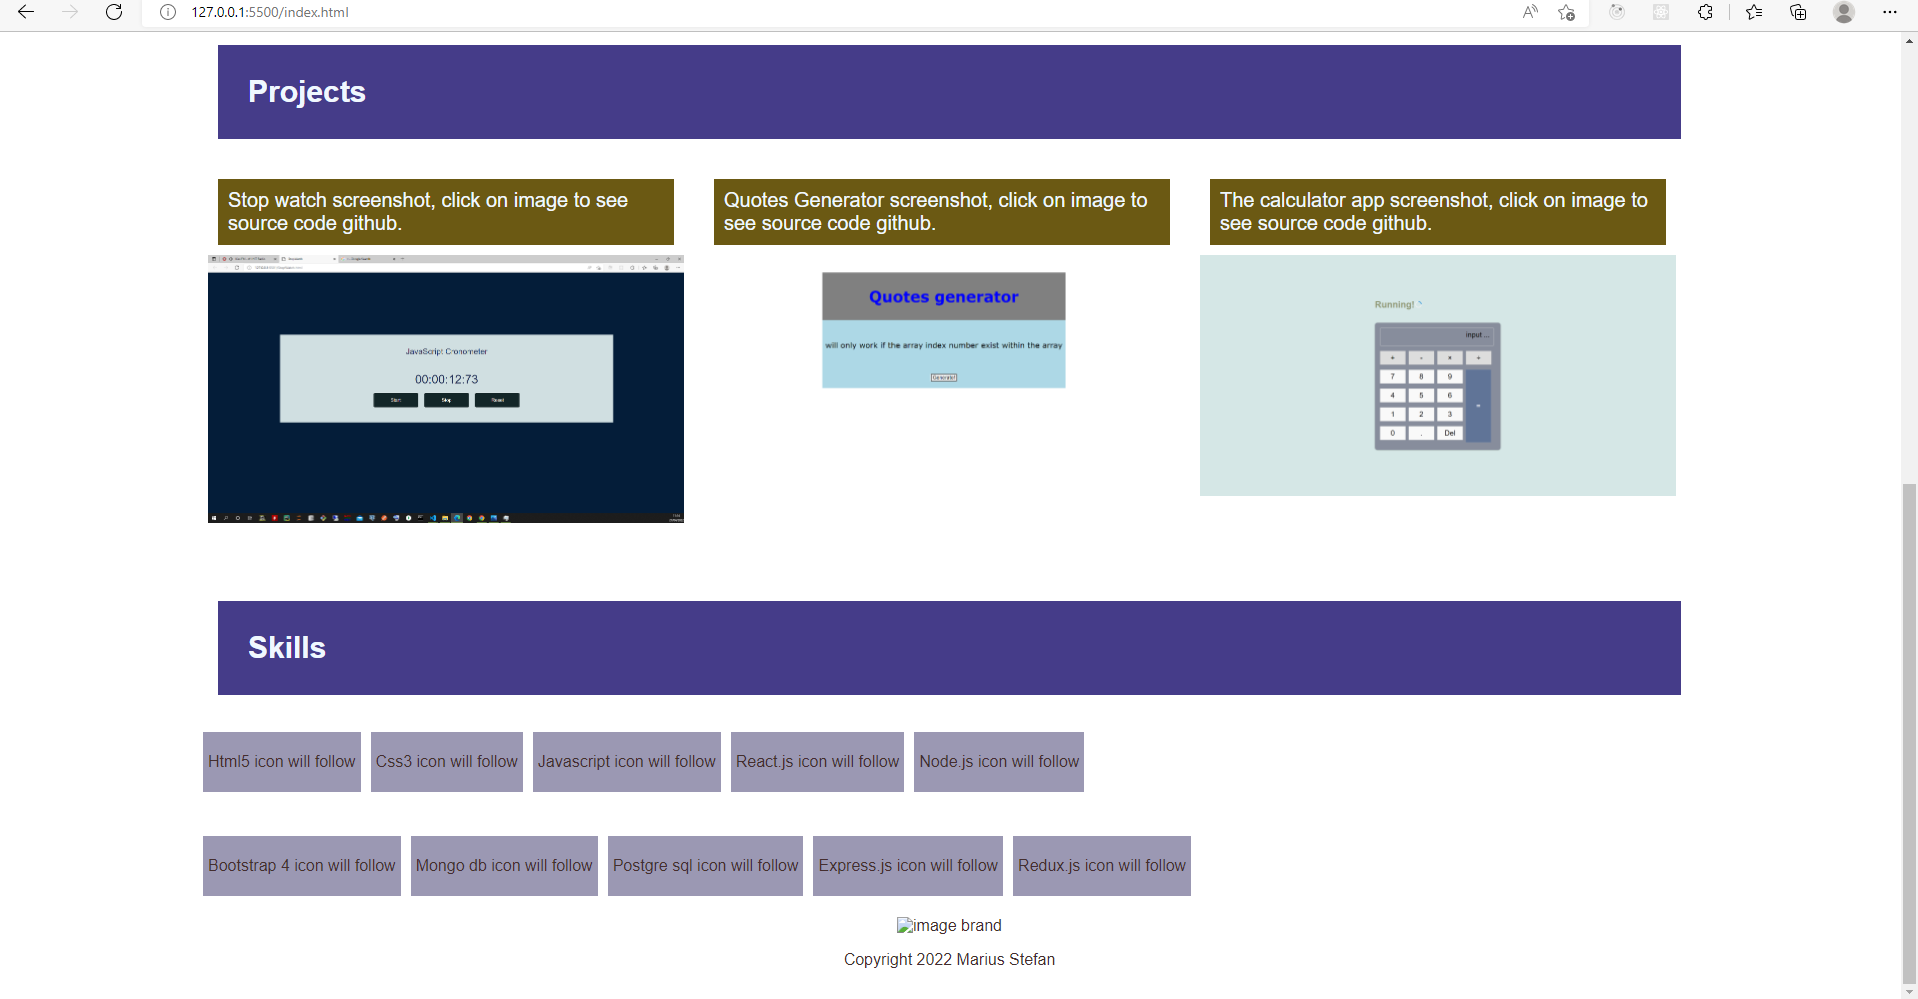 127.0.0.1:5500/index.html
Projects
Stop watch screenshot, click on image to see
source code github.
Quotes Generator screenshot, click on image to
see source code github.
The calculator app screenshot, click on image to
see source code github.
JavaScript Cronometer
00:00:12:73
Start Stop Reset
Quotes generator
will only work if the array index number exist within the array
Generate!
Running!
input ...
+ - × ÷
7 8 9
4 5 6
=
1 2 3
0 . Del
Skills
Html5 icon will follow
Css3 icon will follow
Javascript icon will follow
React.js icon will follow
Node.js icon will follow
Bootstrap 4 icon will follow
Mongo db icon will follow
Postgre sql icon will follow
Express.js icon will follow
Redux.js icon will follow
image brand
Copyright 2022 Marius Stefan